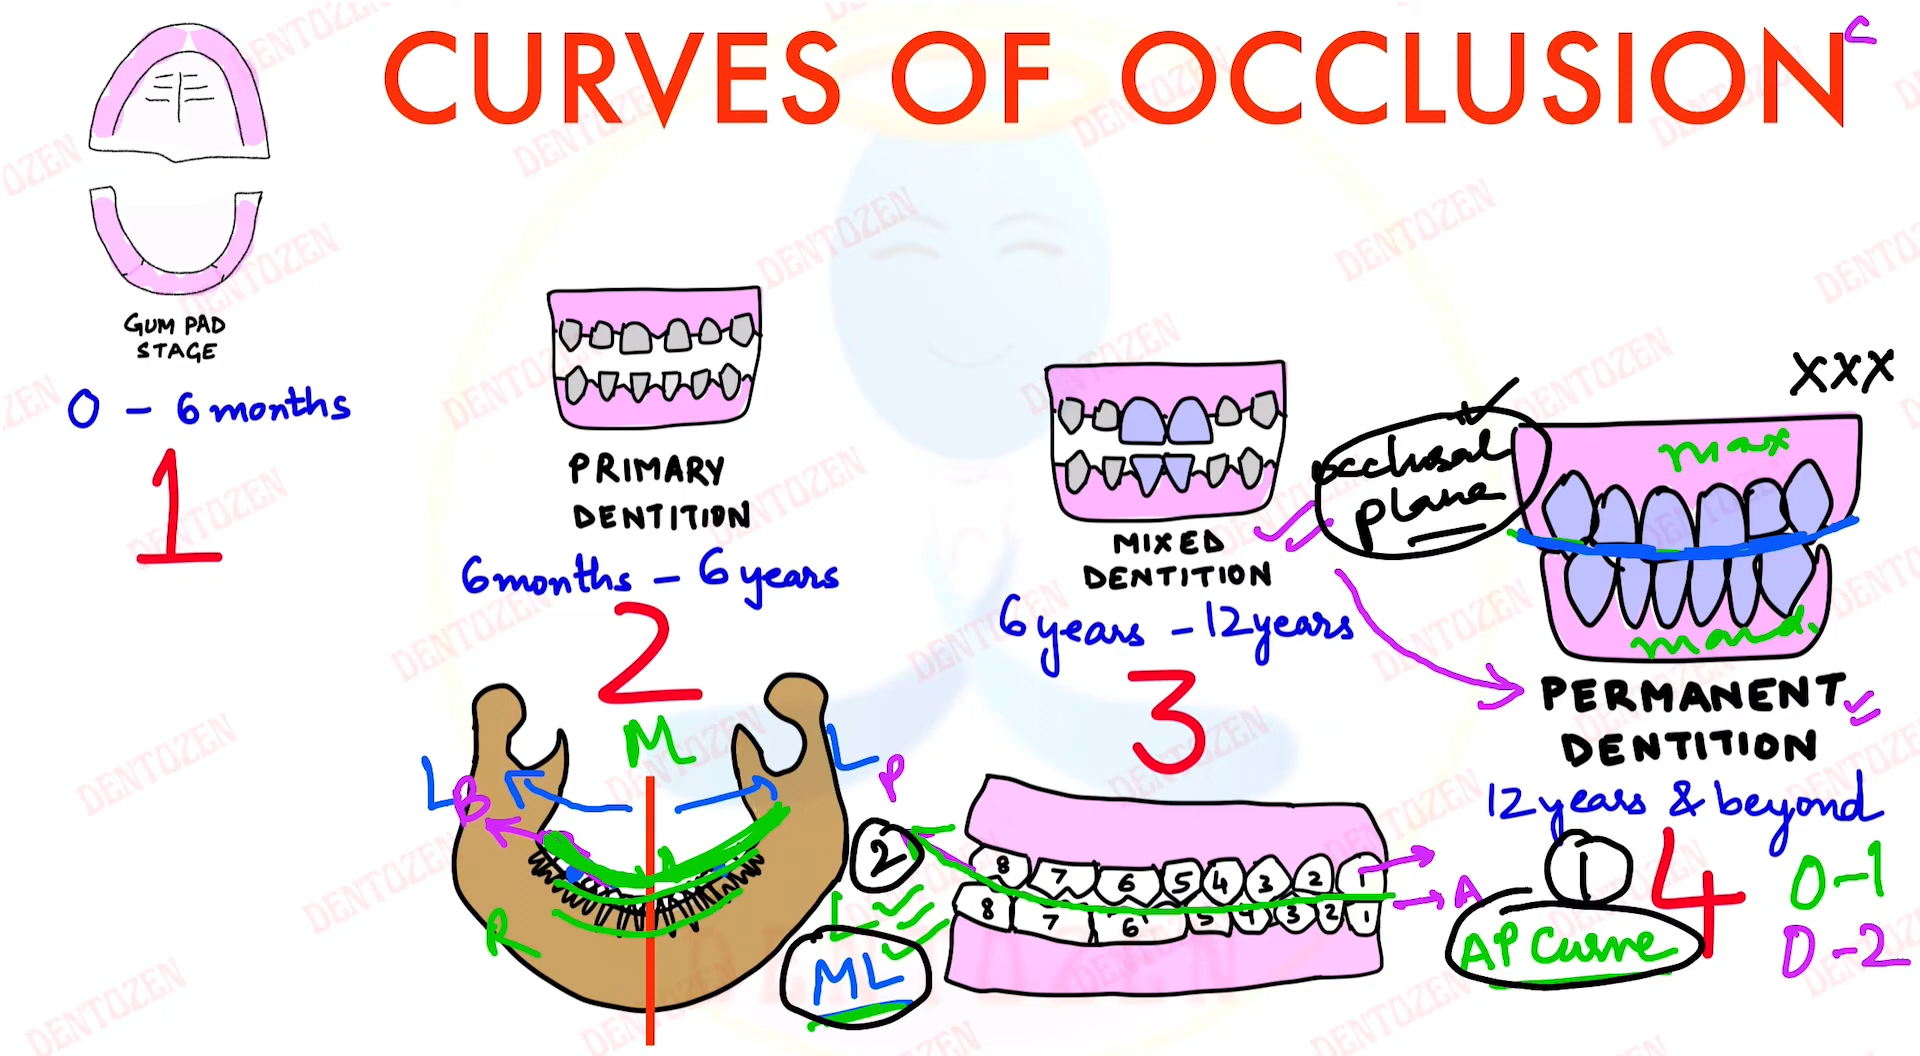 CURVES OF OCCLUSION
C
GUM PAD
STAGE
0 - 6 months
1
PRIMARY
DENTITION
6 months - 6 years
2
MIXED
DENTITION
6 years - 12 years
3
occlusal
plane
XXX
max
mand.
PERMANENT
DENTITION
12 years & beyond
4
M
L
L
B
R
P
2
L
ML
8 7 6 5 4 3 2 1
8 7 6 5 4 3 2 1
A
1
AP Curve
0-1
D-2
DENTOZEN